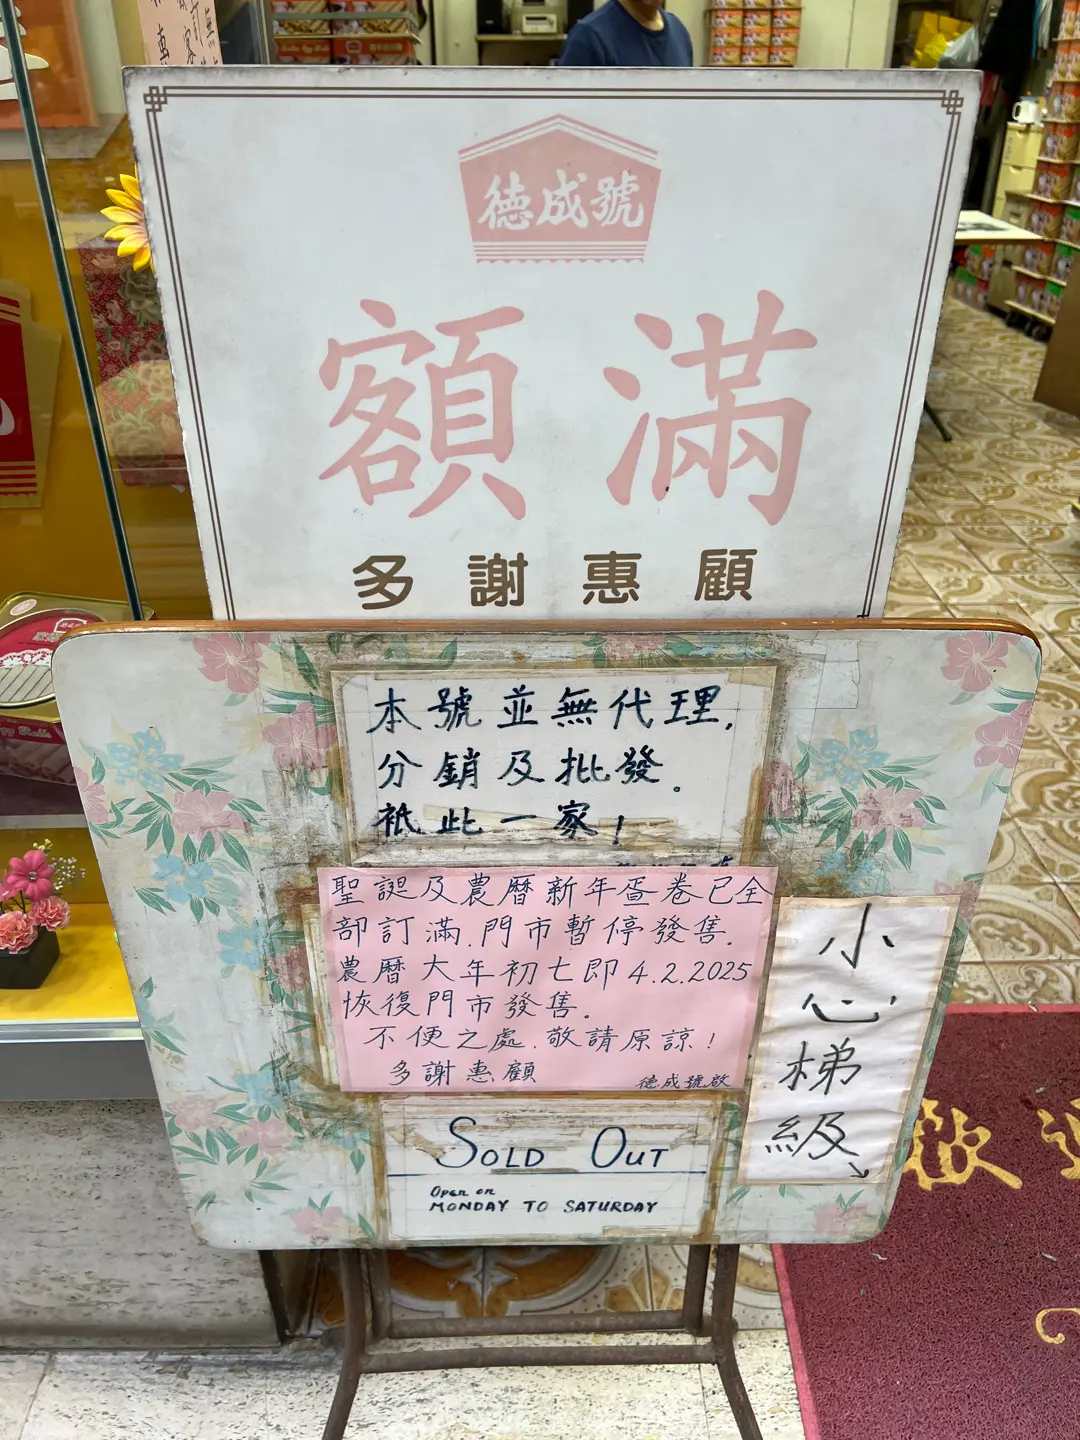 德成號
額滿
多謝惠顧
本號並無代理,
分銷及批發。
祇此一家!
聖誕及農曆新年蛋卷已全
部訂滿.門市暫停發售.
農曆大年初七即4.2.2025
恢復門市發售.
不便之處.敬請原諒!
多謝惠顧
德成號啟
小心梯級
SOLD OUT
Open on
MONDAY TO SATURDAY
歡迎